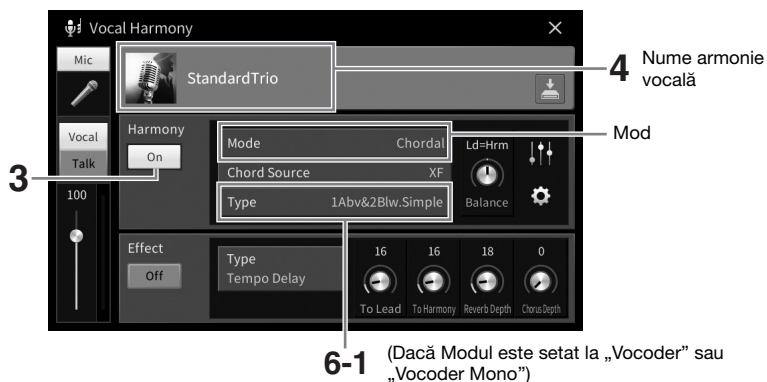 Vocal Harmony
Mic
StandardTrio
4
Nume armonie
vocală
Vocal
Talk
Harmony
On
3
Mode Chordal
Mod
Chord Source XF
Type 1Abv&2Blw.Simple
Ld=Hrm
Balance
100
Effect
Off
Type
Tempo Delay
16 16 18 0
To Lead To Harmony Reverb Depth Chorus Depth
6-1
(Dacă Modul este setat la „Vocoder” sau
„Vocoder Mono”)